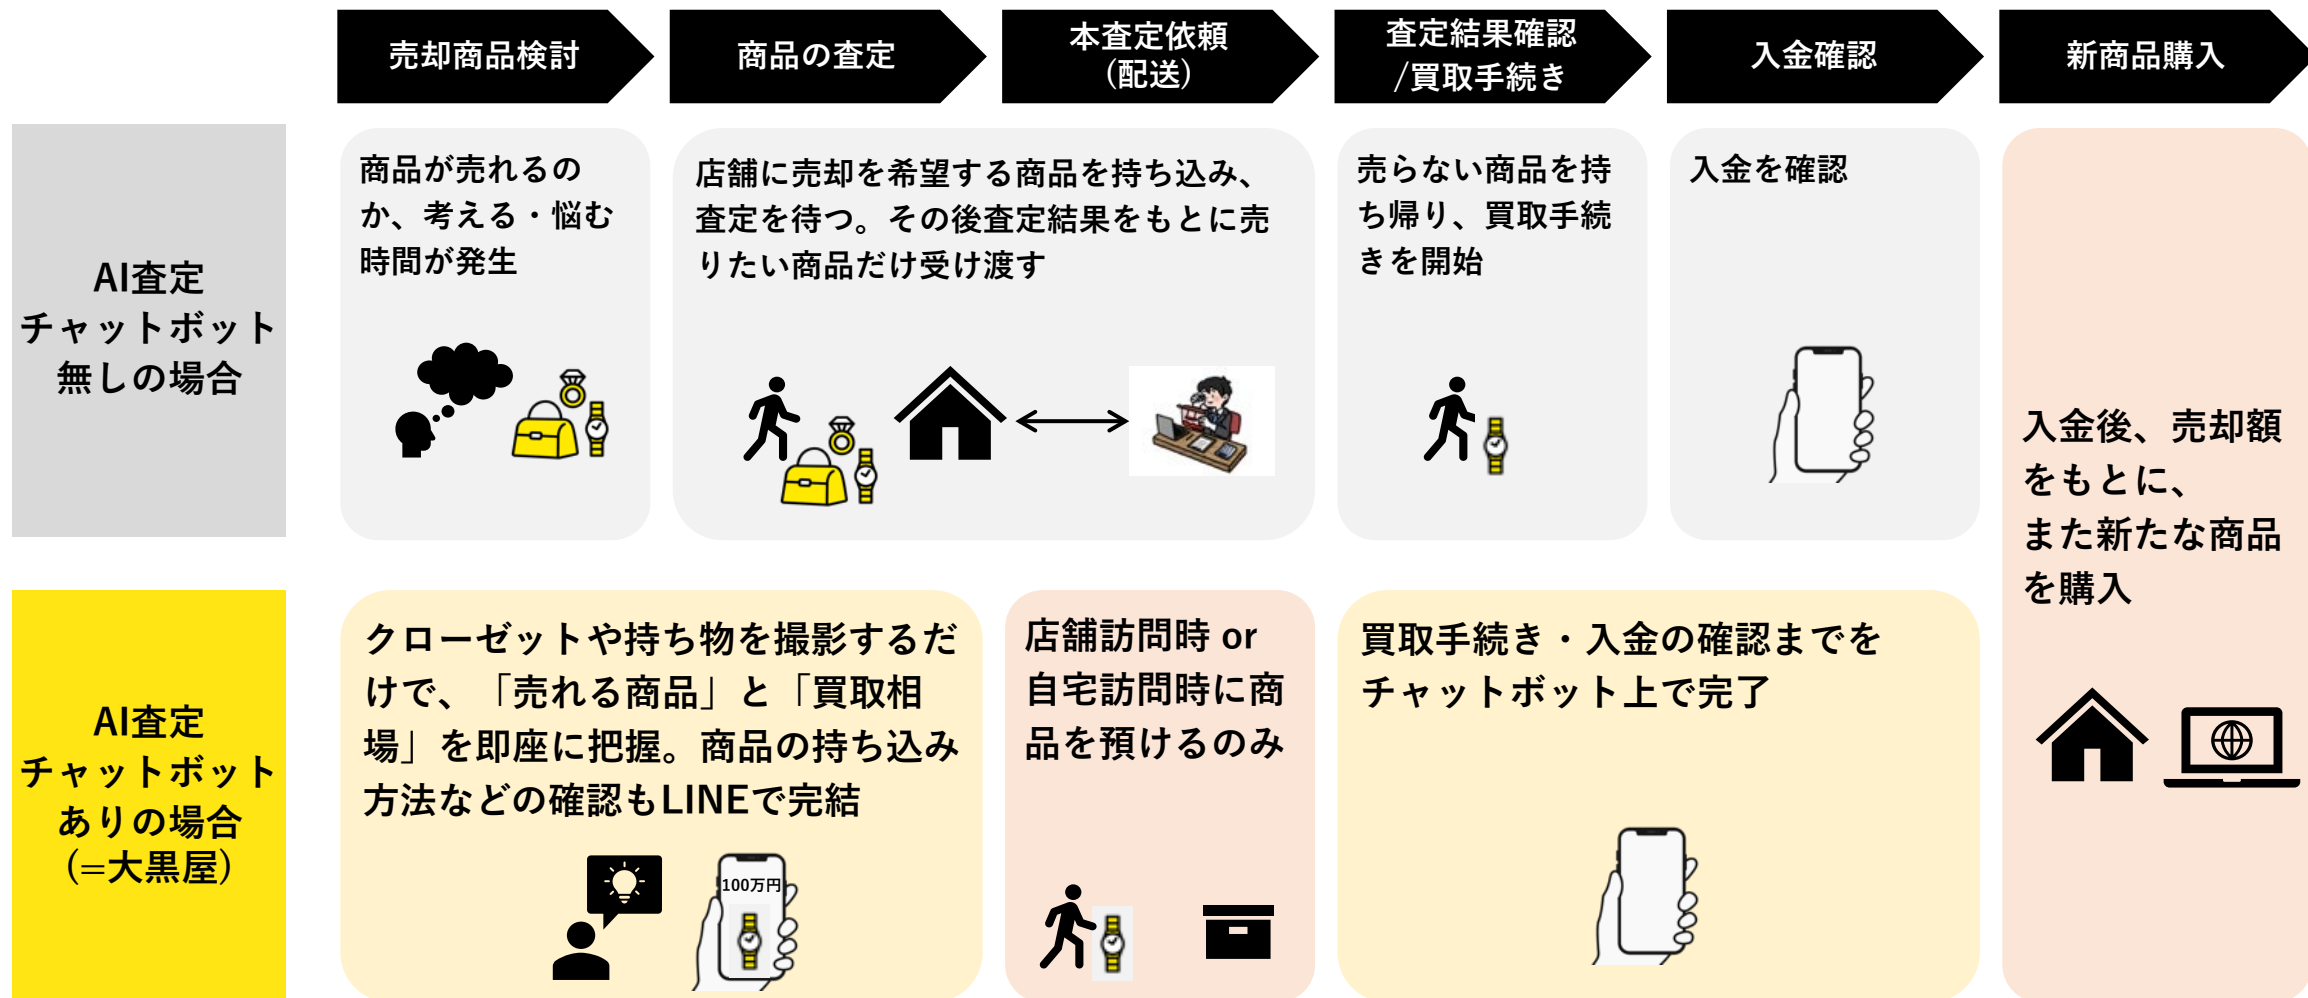 売却商品検討
商品の査定
本査定依頼
(配送)
査定結果確認
/買取手続き
入金確認
新商品購入
AI査定
チャットボット
無しの場合
商品が売れるの
か、考える・悩む
時間が発生
店舗に売却を希望する商品を持ち込み、
査定を待つ。その後査定結果をもとに売
りたい商品だけ受け渡す
売らない商品を持
ち帰り、買取手続
きを開始
入金を確認
入金後、売却額
をもとに、
また新たな商品
を購入
AI査定
チャットボット
ありの場合
(=大黒屋)
クローゼットや持ち物を撮影するだ
けで、「売れる商品」と「買取相
場」を即座に把握。商品の持ち込み
方法などの確認もLINEで完結
100万円
店舗訪問時 or
自宅訪問時に商
品を預けるのみ
買取手続き・入金の確認までを
チャットボット上で完了